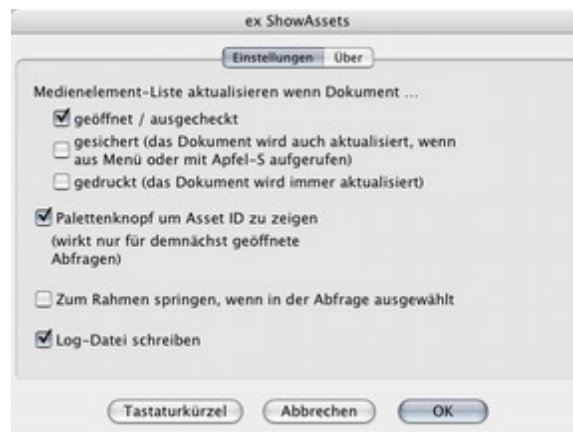 ex ShowAssets
Einstellungen Über
Medienelement-Liste aktualisieren wenn Dokument ...
geöffnet / ausgecheckt
gesichert (das Dokument wird auch aktualisiert, wenn
aus Menü oder mit Apfel-S aufgerufen)
gedruckt (das Dokument wird immer aktualisiert)
Palettenknopf um Asset ID zu zeigen
(wirkt nur für demnächst geöffnete
Abfragen)
Zum Rahmen springen, wenn in der Abfrage ausgewählt
Log-Datei schreiben
Tastaturkürzel Abbrechen OK